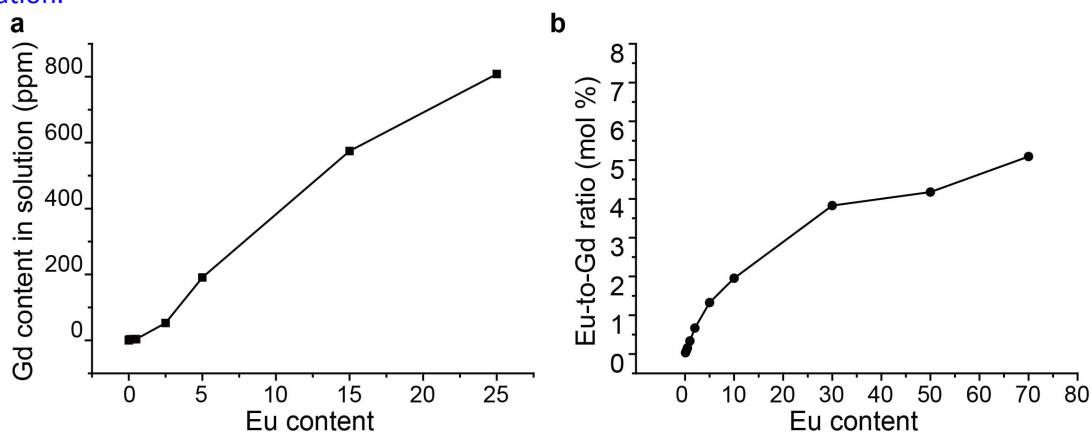 ution.
a
b
Gd content in solution (ppm)
800
600
400
200
0
0 5 10 15 20 25
Eu content
Eu-to-Gd ratio (mol %)
8
7
6
5
4
3
2
1
0
0 10 20 30 40 50 60 70 80
Eu content